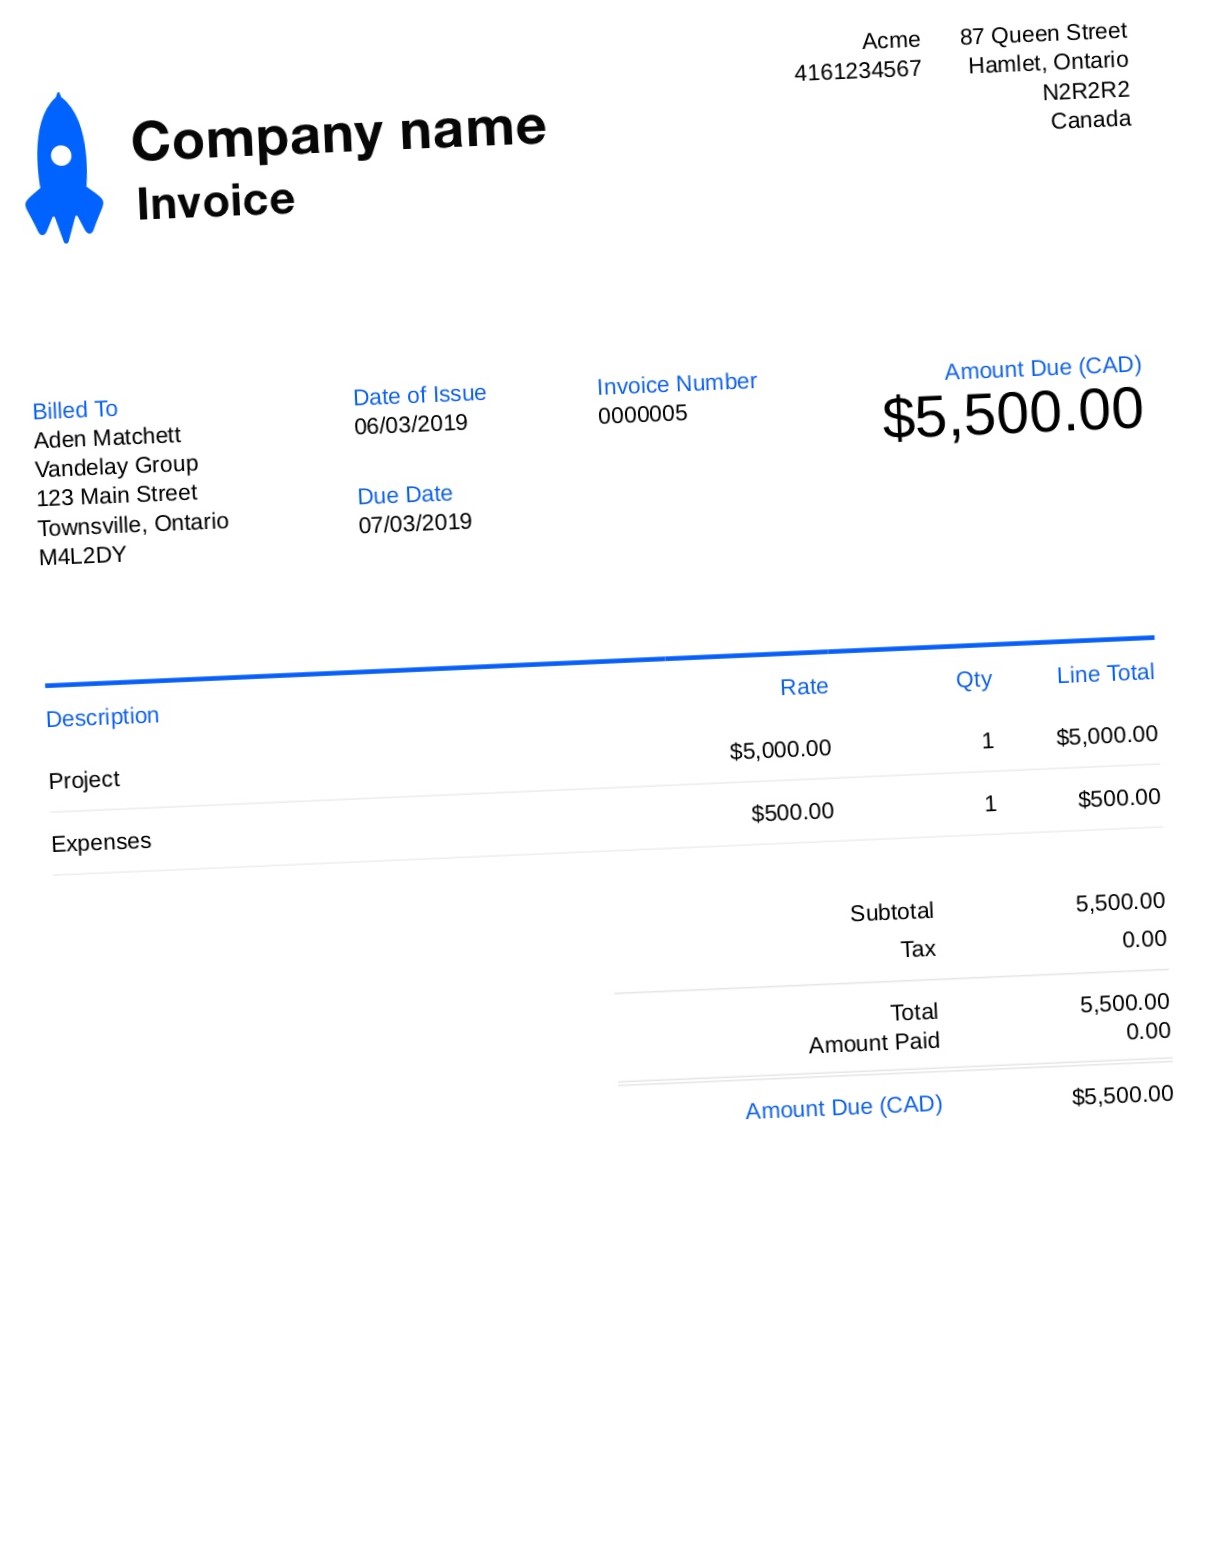 Acme
4161234567
87 Queen Street
Hamlet, Ontario
N2R2R2
Canada
Company name
Invoice
Billed To
Aden Matchett
Vandelay Group
123 Main Street
Townsville, Ontario
M4L2DY
Date of Issue
06/03/2019
Due Date
07/03/2019
Invoice Number
0000005
Amount Due (CAD)
$5,500.00
Description Rate Qty Line Total
Project $5,000.00 1 $5,000.00
Expenses $500.00 1 $500.00
Subtotal 5,500.00
Tax 0.00
Total 5,500.00
Amount Paid 0.00
Amount Due (CAD) $5,500.00